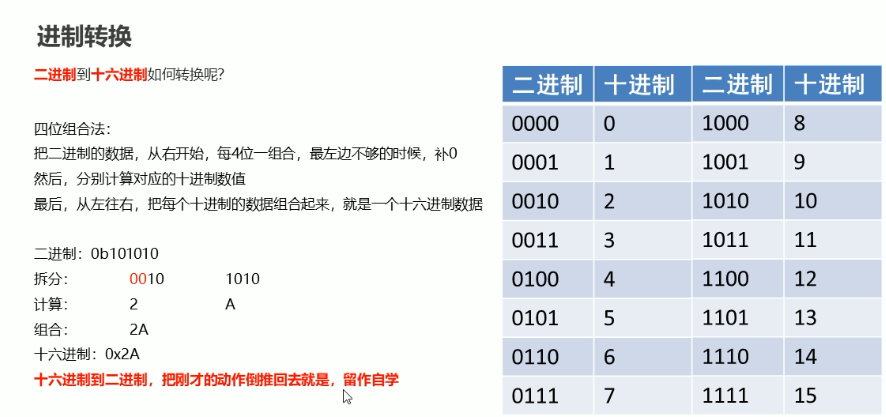 进制转换
二进制到十六进制如何转换呢?
四位组合法:
把二进制的数据，从右开始，每4位一组合，最左边不够的时候，补0
然后，分别计算对应的十进制数值
最后，从左往右，把每个十进制的数据组合起来，就是一个十六进制数据
二进制：0b101010
拆分： 0010 1010
计算： 2 A
组合： 2A
十六进制：0x2A
十六进制到二进制，把刚才的动作倒推回去就是，留作自学
二进制 十进制 二进制 十进制
0000 0 1000 8
0001 1 1001 9
0010 2 1010 10
0011 3 1011 11
0100 4 1100 12
0101 5 1101 13
0110 6 1110 14
0111 7 1111 15